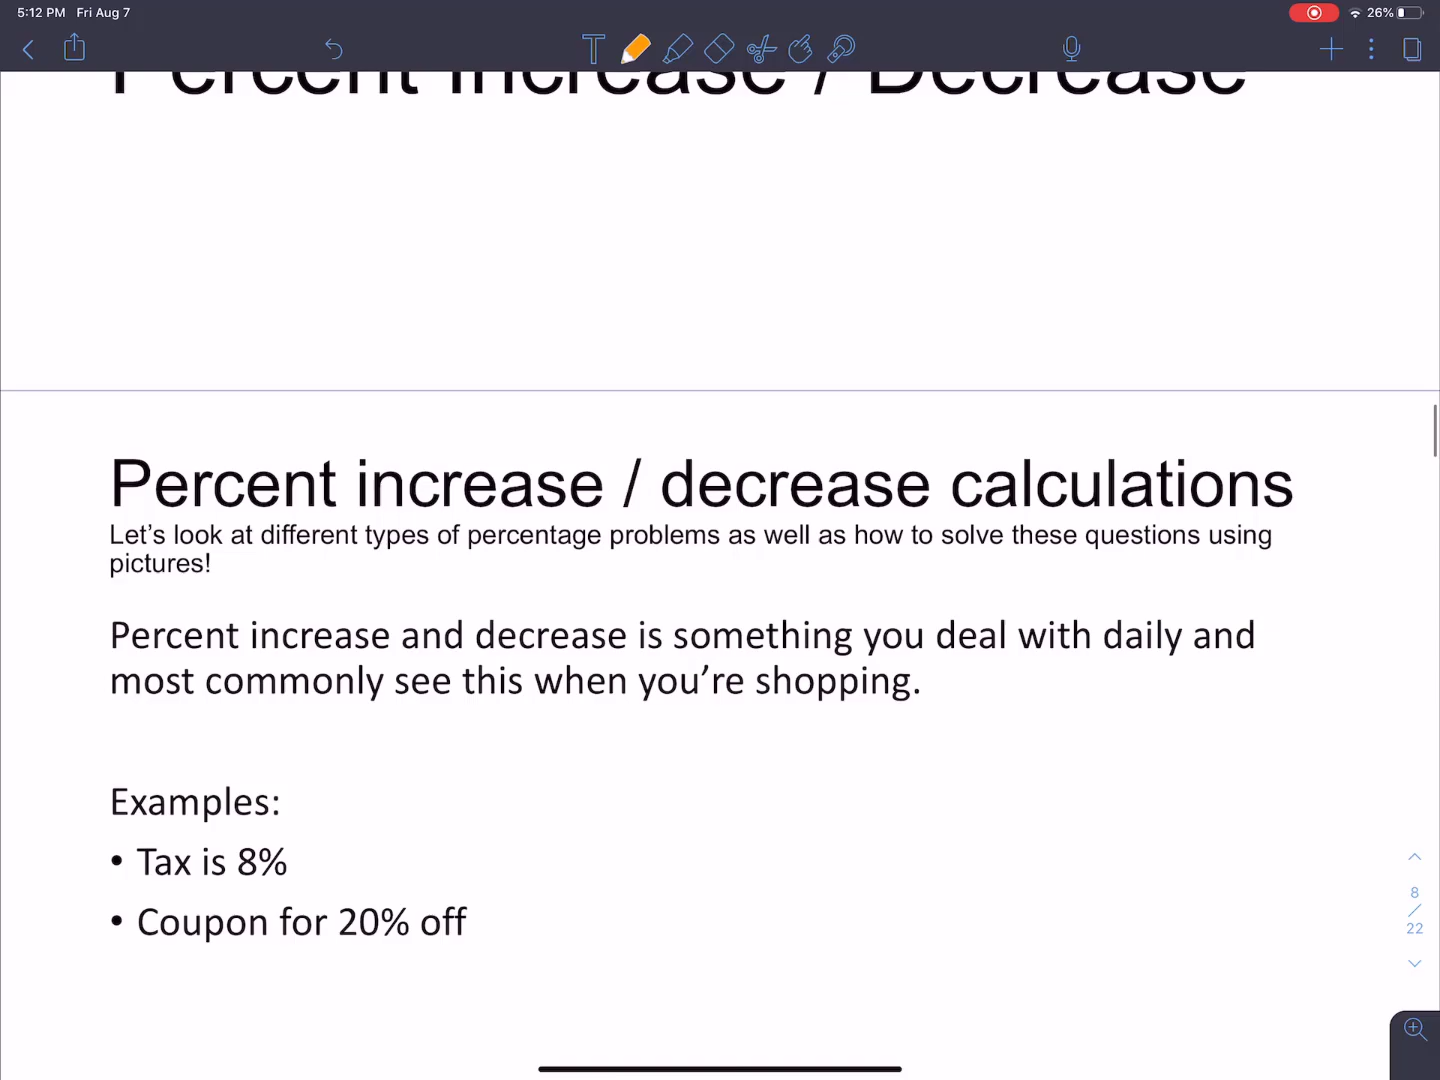 5:12 PM Fri Aug 7
26%
Percent Increase / Decrease
Percent increase / decrease calculations
Let’s look at different types of percentage problems as well as how to solve these questions using
pictures!
Percent increase and decrease is something you deal with daily and
most commonly see this when you’re shopping.
Examples:
• Tax is 8%
• Coupon for 20% off
8
/
22